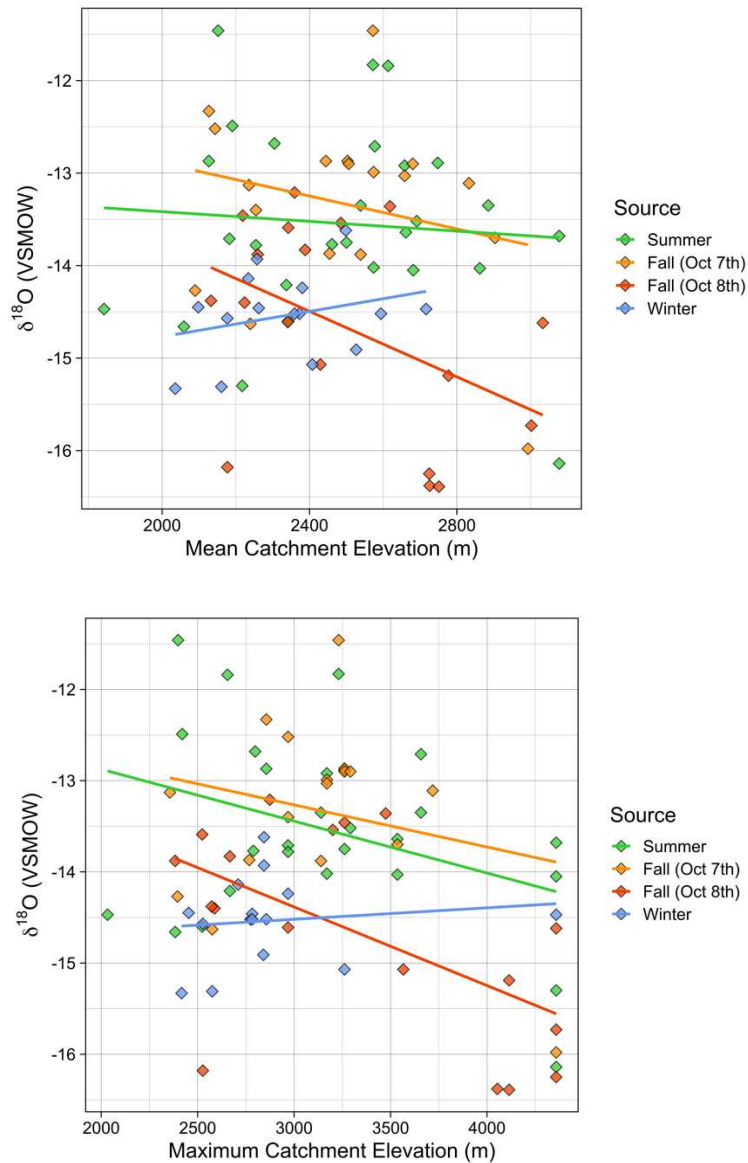 -12
-13
-14
-15
-16
δ¹⁸O (VSMOW)
2000 2400 2800
Mean Catchment Elevation (m)
Source
Summer
Fall (Oct 7th)
Fall (Oct 8th)
Winter
-12
-13
-14
-15
-16
δ¹⁸O (VSMOW)
2000 2500 3000 3500 4000
Maximum Catchment Elevation (m)
Source
Summer
Fall (Oct 7th)
Fall (Oct 8th)
Winter